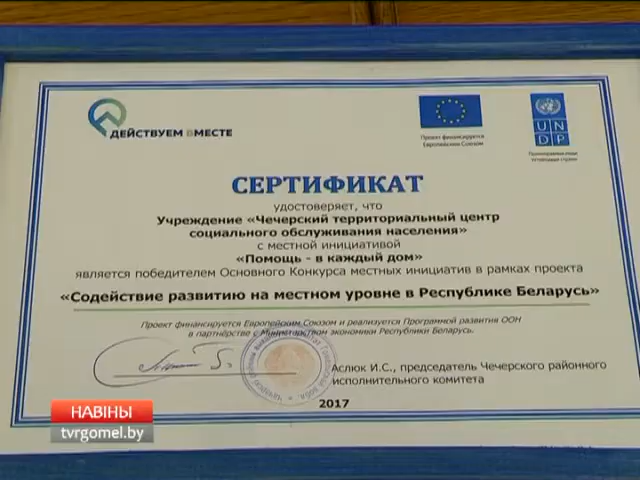 ДЕЙСТВУЕМ ВМЕСТЕ
Проект финансируется
Европейским Союзом
U N
D P
СЕРТИФИКАТ
удостоверяет, что
Учреждение «Чечерский территориальный центр
социального обслуживания населения»
с местной инициативой
«Помощь - в каждый дом»
является победителем Основного Конкурса местных инициатив в рамках проекта
«Содействие развитию на местном уровне в Республике Беларусь»
Проект финансируется Европейским Союзом и реализуется Программой развития ООН
в партнёрстве с Министерством экономики Республики Беларусь.
Аслюк И.С., председатель Чечерского районного
исполнительного комитета
2017
НАВІНЫ
tvrgomel.by